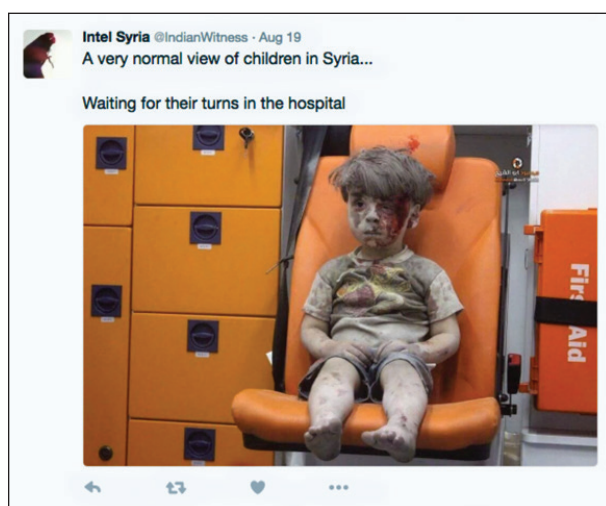 Intel Syria @IndianWitness · Aug 19
A very normal view of children in Syria...
Waiting for their turns in the hospital
First Aid